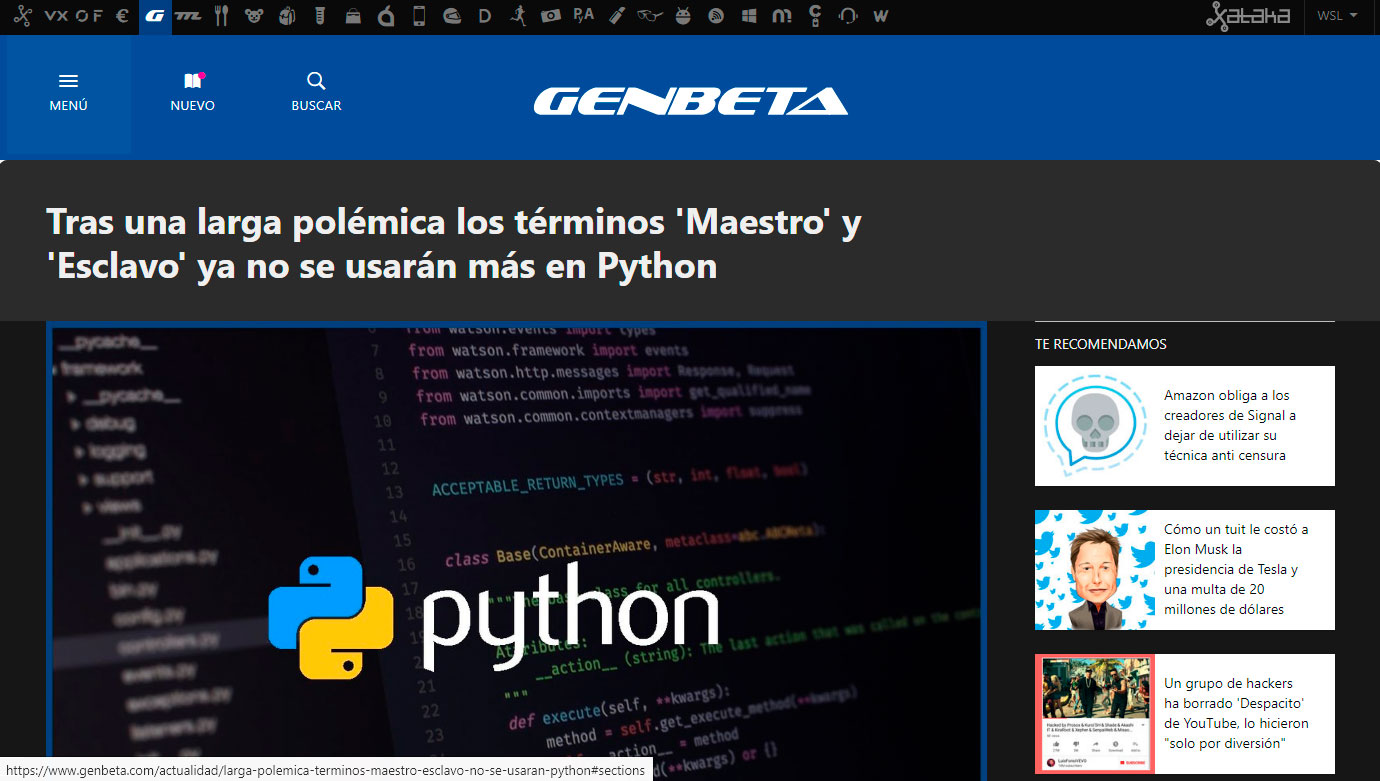 VX OF €
G
D
PyA
W
xataka
WSL
MENÚ
NUEVO
BUSCAR
GENBETA
Tras una larga polémica los términos 'Maestro' y
'Esclavo' ya no se usarán más en Python
TE RECOMENDAMOS
Amazon obliga a los
creadores de Signal a
dejar de utilizar su
técnica anti censura
Cómo un tuit le costó a
Elon Musk la
presidencia de Tesla y
una multa de 20
millones de dólares
Un grupo de hackers
ha borrado 'Despacito'
de YouTube, lo hicieron
"solo por diversión"
__pycache__
framework
__pycache__
debug
logging
support
views
__init__.py
applications.py
bin.py
config.py
controllers.py
events.py
exceptions.py
from watson.events import types
7 from watson.framework import events
8 from watson.http.messages import Response, Request
9 from watson.common.imports import get_qualified_name
10 from watson.common.contextmanagers import suppress
11
12
13 ACCEPTABLE_RETURN_TYPES = (str, int, float, bool)
14
15
16 class Base(ContainerAware, metaclass=abc.ABCMeta):
17
18 class for all controllers.
python
Attributes:
__action__ (string): The last action that was called on the
21 """
22 def execute(self, **kwargs):
23 method = self.get_execute_method(**kwargs)
__action__ = method
**kwargs) or {}
https://www.genbeta.com/actualidad/larga-polemica-terminos-maestro-esclavo-no-se-usaran-python#sections